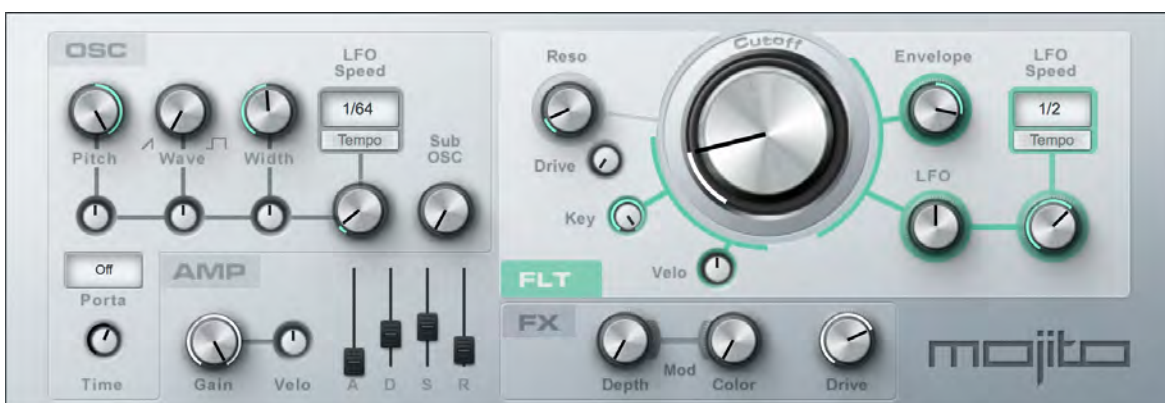 OSC
LFO
Speed
1/64
Tempo
Pitch
Wave
Width
Sub
OSC
Off
Porta
Time
AMP
Gain
Velo
A D S R
Reso
Drive
Key
Velo
Cutoff
Envelope
LFO
LFO
Speed
1/2
Tempo
FLT
FX
Depth
Mod
Color
Drive
mojito